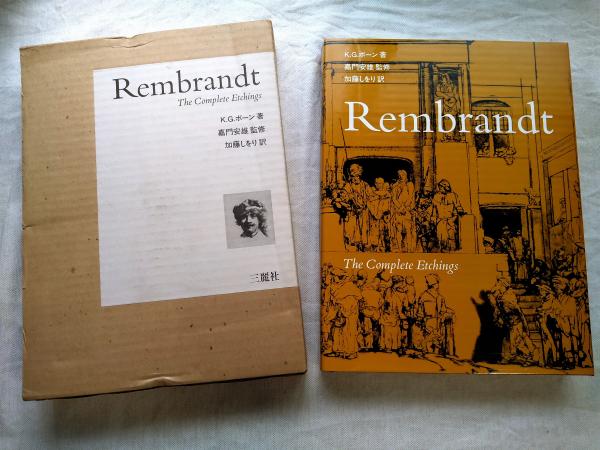 Rembrandt
The Complete Etchings
K.G.ボーン 著
嘉門安雄 監修
加藤しをり 訳
三麗社
K.G.ボーン 著
嘉門安雄 監修
加藤しをり 訳
Rembrandt
The Complete Etchings